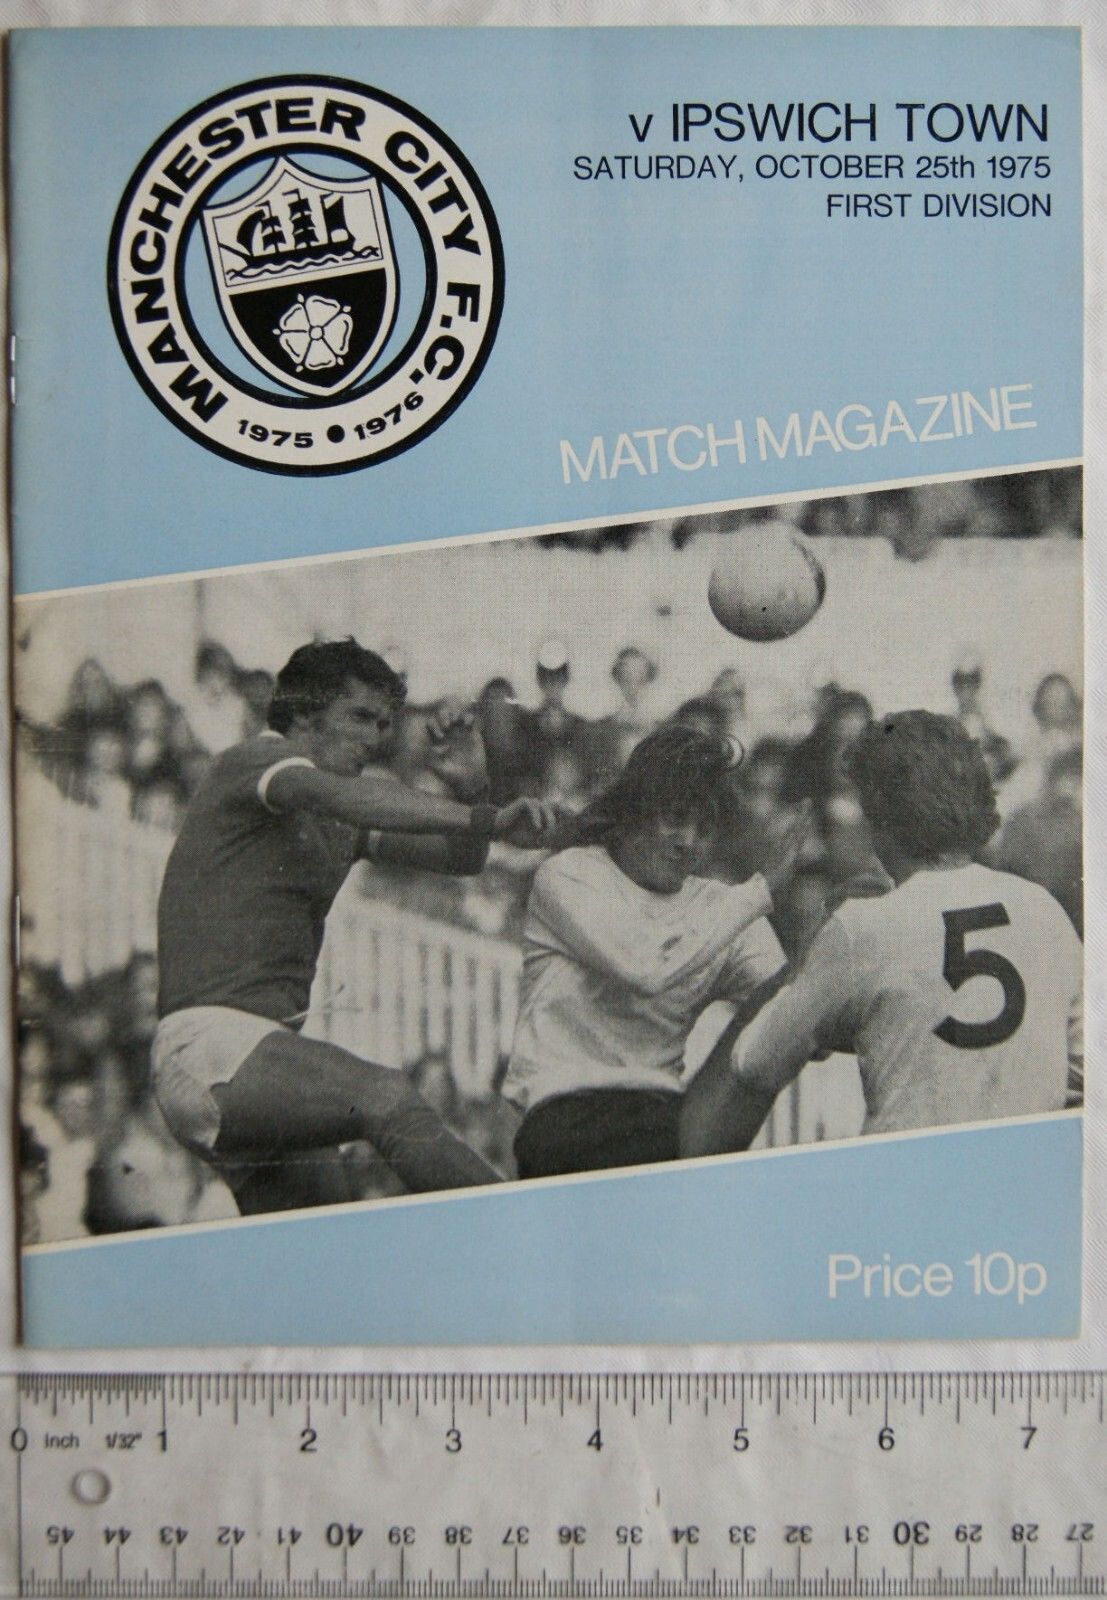 MANCHESTER CITY F.C.
1975 ● 1976
v IPSWICH TOWN
SATURDAY, OCTOBER 25th 1975
FIRST DIVISION
MATCH MAGAZINE
5
Price 10p
0 Inch 1/32" 1 2 3 4 5 6 7
45 44 43 42 41 40 39 38 37 36 35 34 33 32 31 30 29 28 27